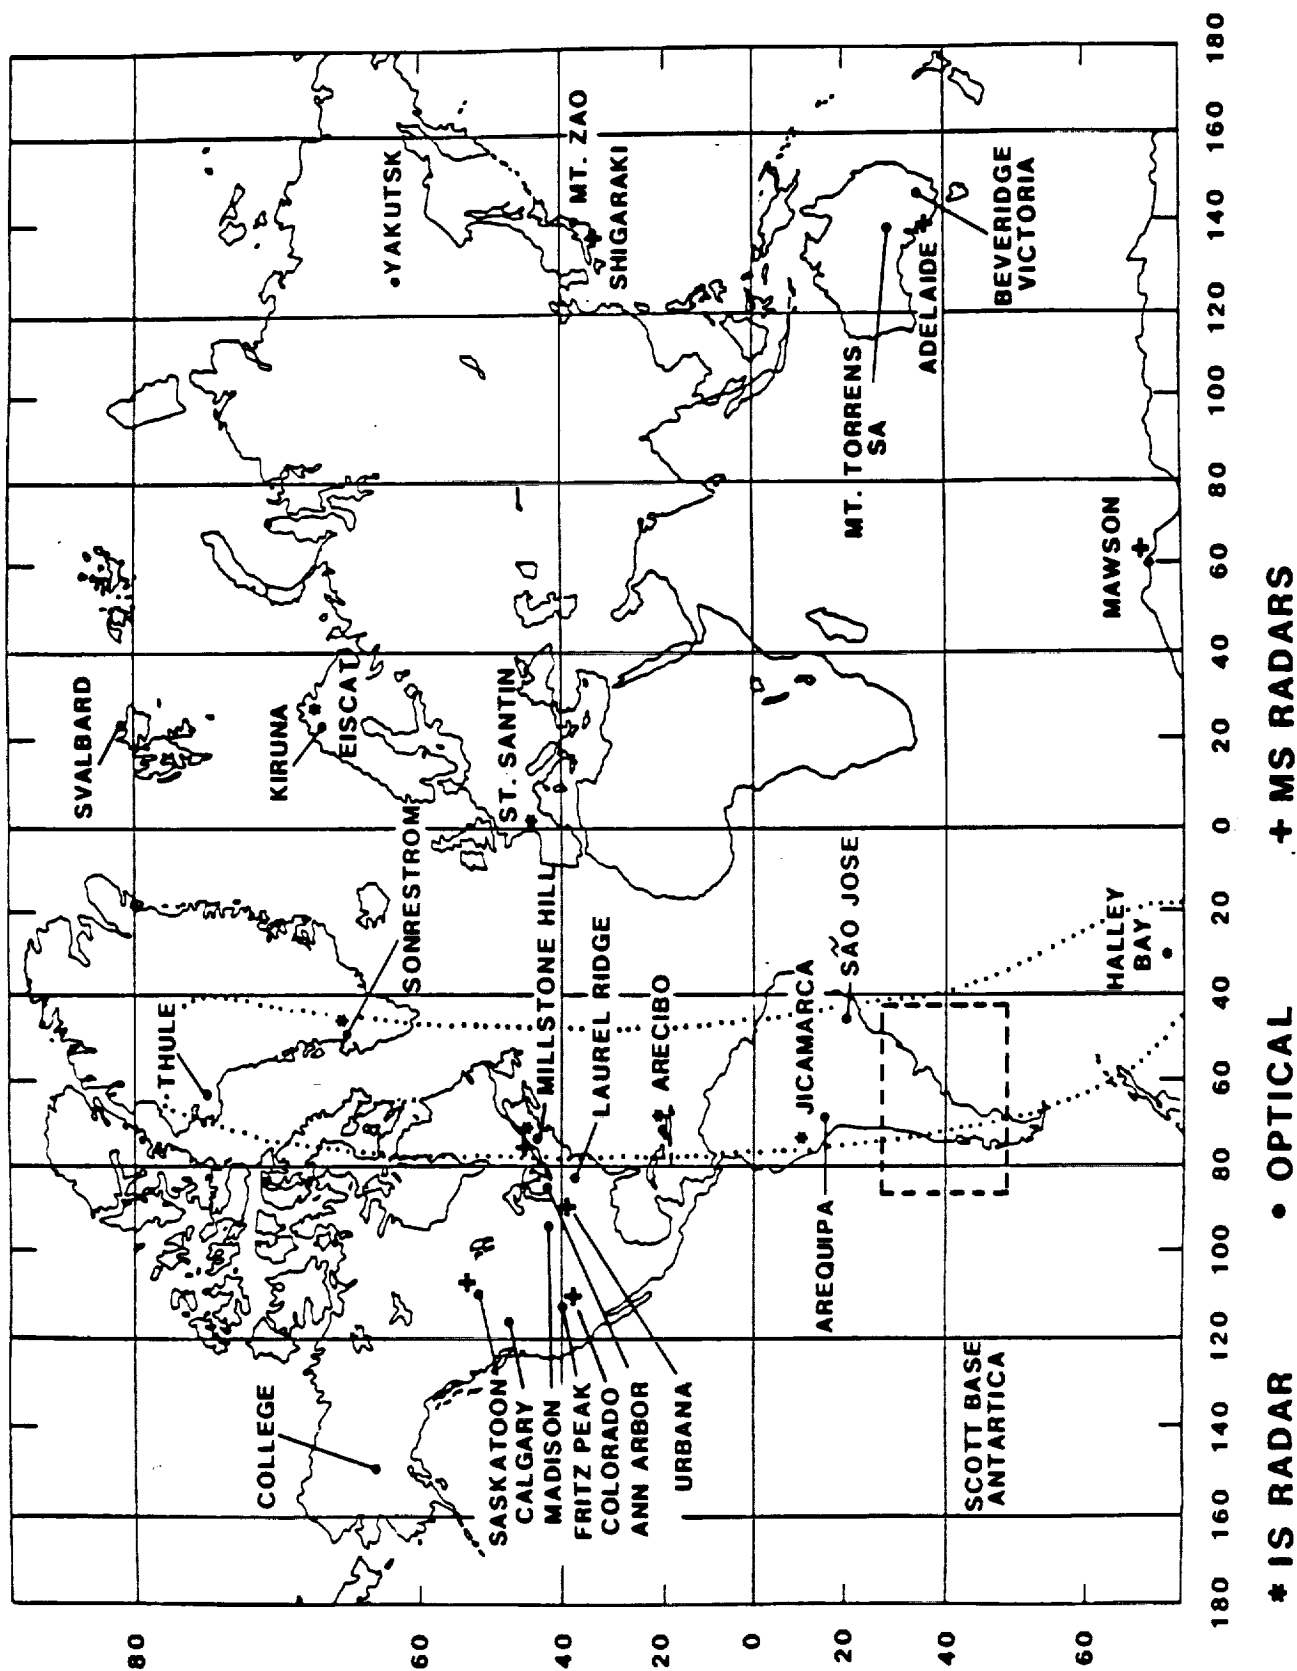 SVALBARD
THULE
KIRUNA
EISCAT
COLLEGE
SONRESTROM
•YAKUTSK
ST. SANTIN
MILLSTONE HILL
LAUREL RIDGE
* ARECIBO
MT. ZAO
SHIGARAKI
SASKATOON
CALGARY
MADISON
FRITZ PEAK
COLORADO
ANN ARBOR
URBANA
* JICAMARCA
SÃO JOSE
AREQUIPA
MT. TORRENS
SA
ADELAIDE
BEVERIDGE
VICTORIA
SCOTT BASE
ANTARTICA
HALLEY
BAY
MAWSON
80
60
40
20
0
20
40
60
180 160 140 120 100 80 60 40 20 0 20 40 60 80 100 120 140 160 180
* IS RADAR • OPTICAL + MS RADARS